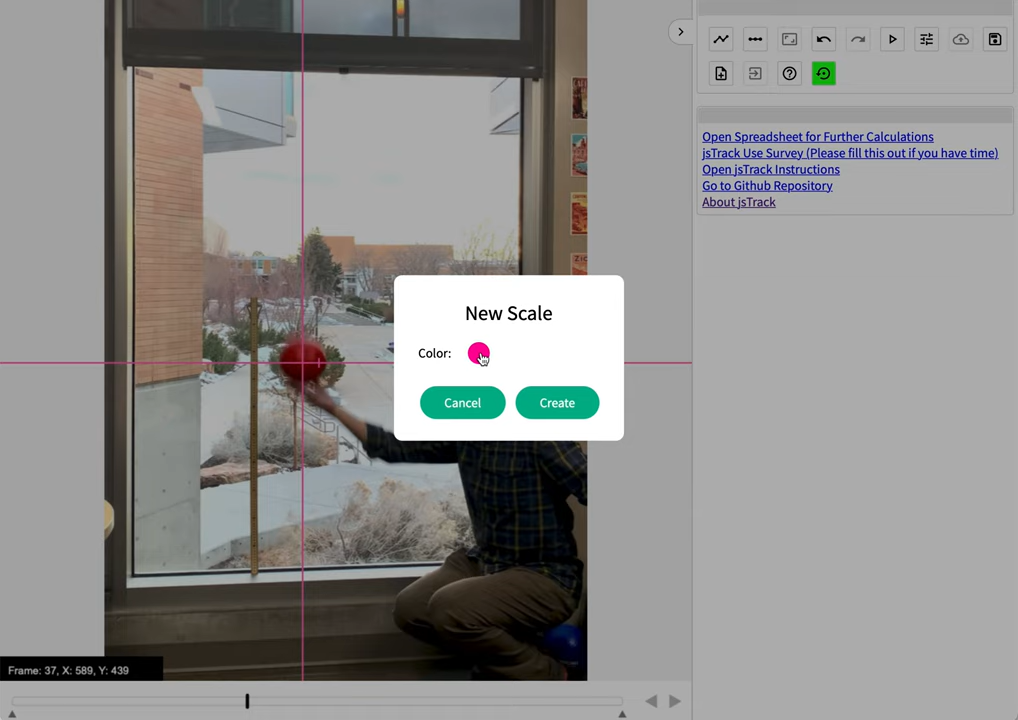 Open Spreadsheet for Further Calculations
jsTrack Use Survey (Please fill this out if you have time)
Open jsTrack Instructions
Go to Github Repository
About jsTrack
New Scale
Color:
Cancel
Create
Frame: 37, X: 589, Y: 439